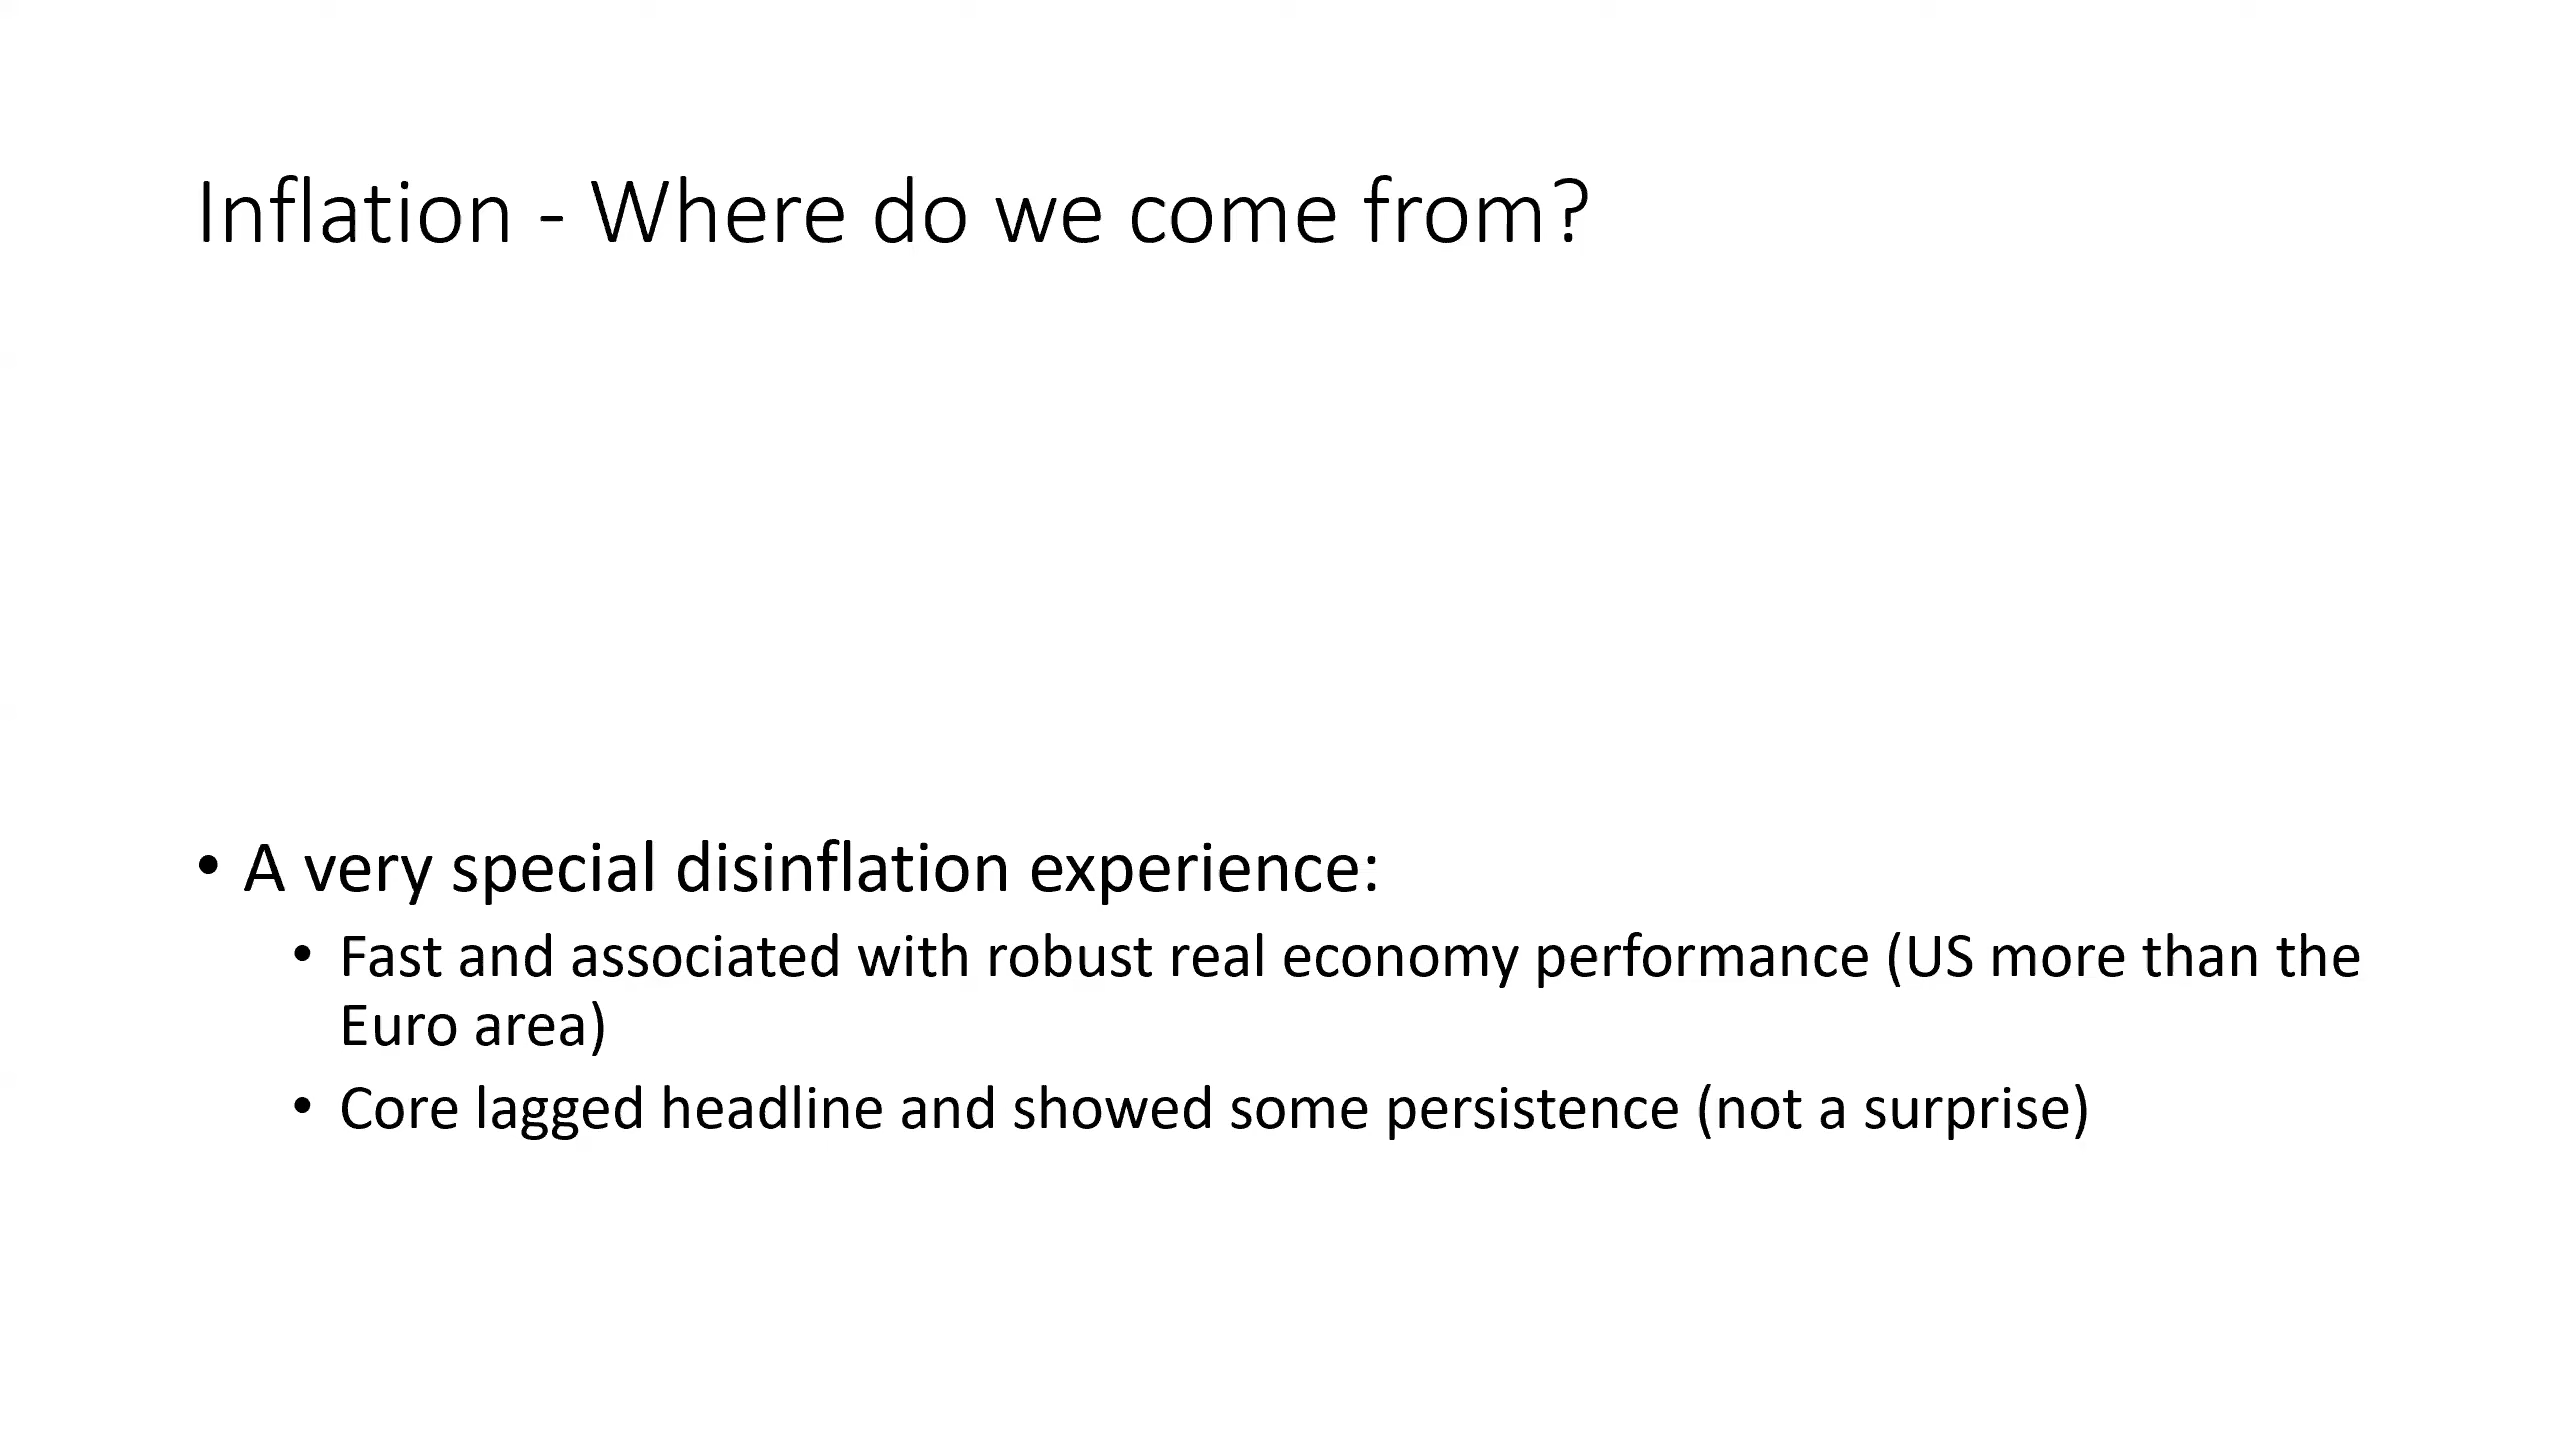 Inflation - Where do we come from?
• A very special disinflation experience:
• Fast and associated with robust real economy performance (US more than the
Euro area)
• Core lagged headline and showed some persistence (not a surprise)